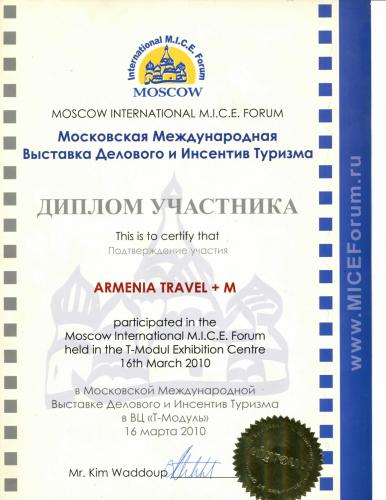 International M.I.C.E. Forum
MOSCOW
MOSCOW INTERNATIONAL M.I.C.E. FORUM
Московская Международная
Выставка Делового и Инсентив Туризма
ДИПЛОМ УЧАСТНИКА
This is to certify that
Подтверждение участия
ARMENIA TRAVEL + M
participated in the
Moscow International M.I.C.E. Forum
held in the T-Modul Exhibition Centre
16th March 2010
в Московской Международной
Выставке Делового и Инсентив Туризма
в ВЦ «Т-Модуль»
16 марта 2010
Mr. Kim Waddoup
www.MICEForum.ru